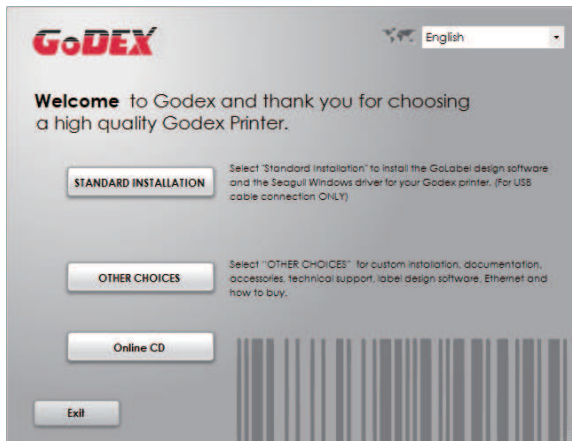 GoDEX
English
Welcome to Godex and thank you for choosing
a high quality Godex Printer.
STANDARD INSTALLATION
Select "Standard Installation" to install the GoLabel design software
and the Seagull Windows driver for your Godex printer. (For USB
cable connection ONLY)
OTHER CHOICES
Select "OTHER CHOICES" for custom installation, documentation,
accessories, technical support, label design software, Ethernet and
how to buy.
Online CD
Exit